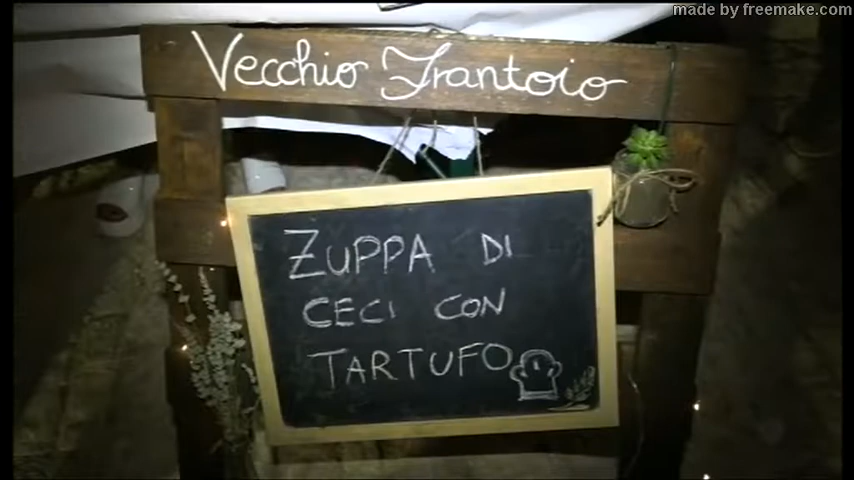 made by freemake.com
Vecchio Frantoio
ZUPPA DI
CECI CON
TARTUFO